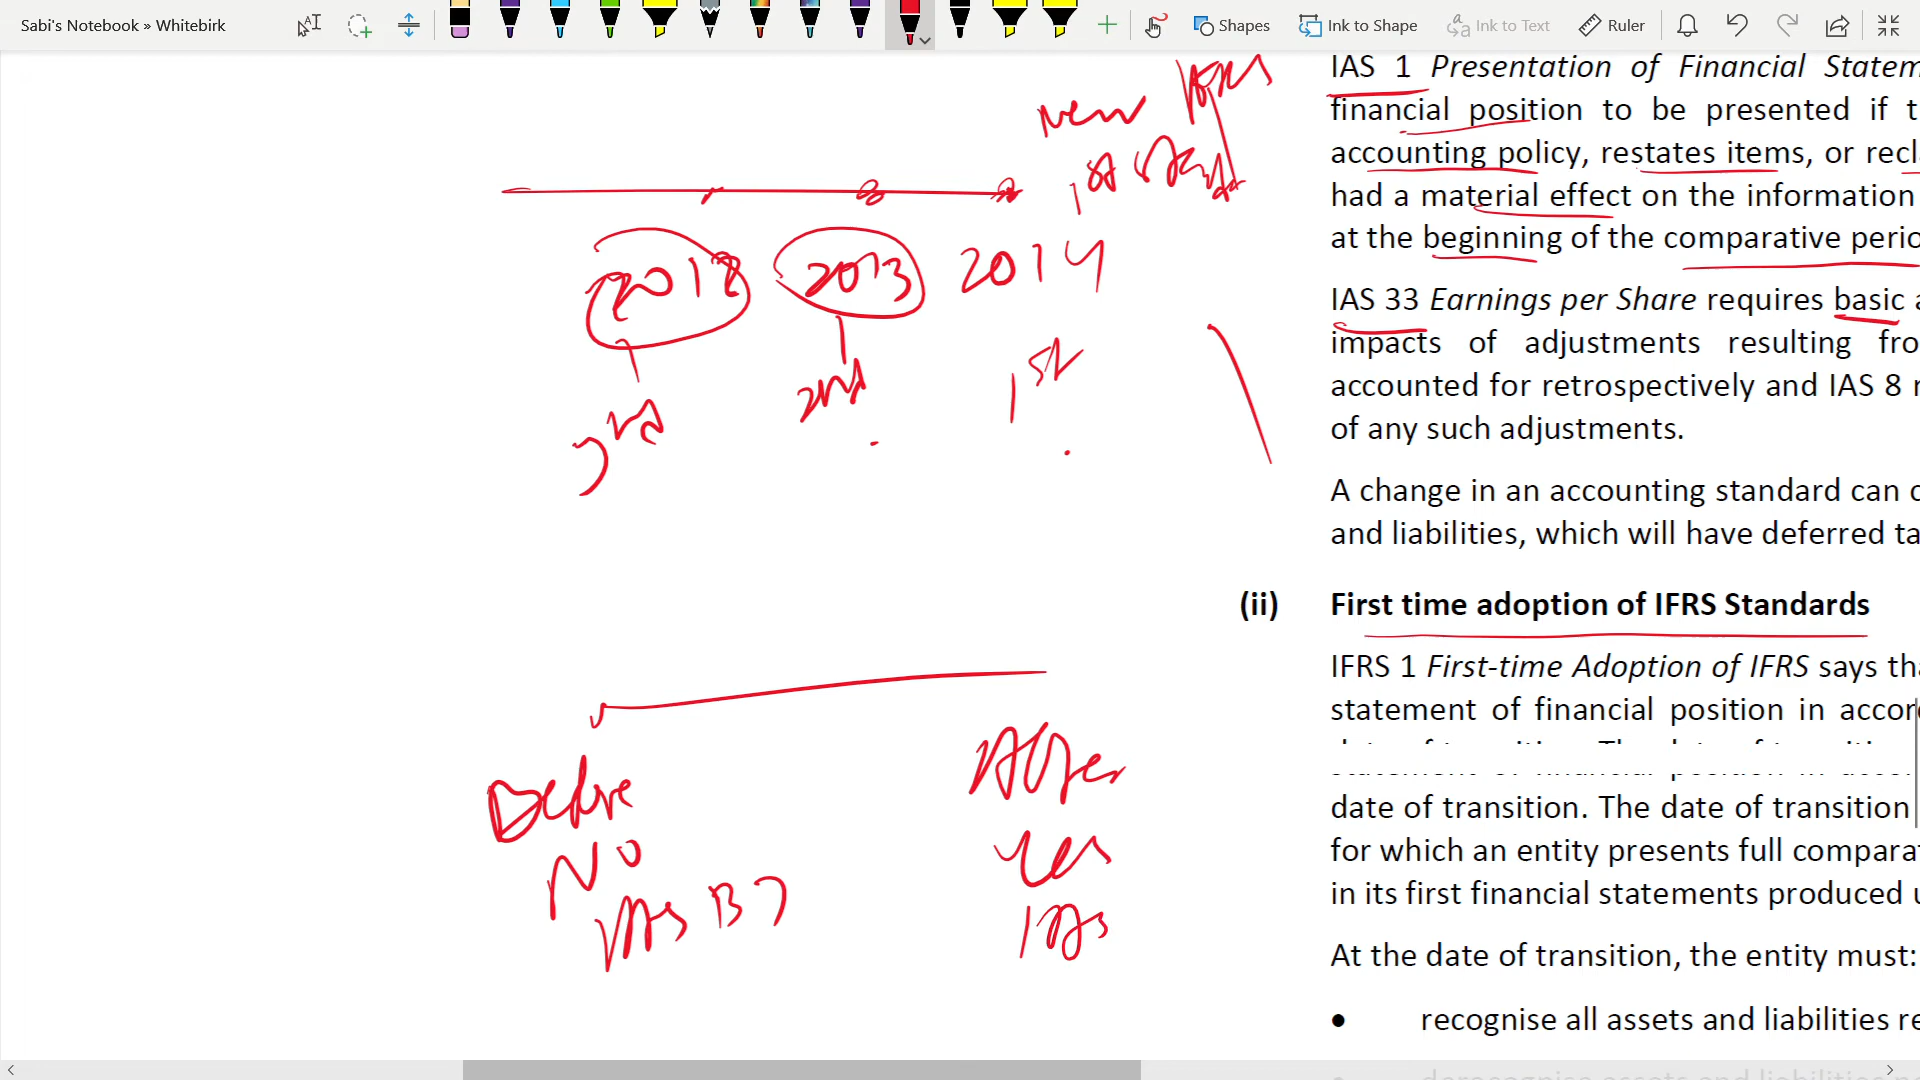 Sabi's Notebook » Whitebirk
Shapes
Ink to Shape
Ink to Text
Ruler
New
1st
2012 2013 2014
3rd 2nd 1st
Before After
No Yes
IAS 1 Presentation of Financial Statem
financial position to be presented if t
accounting policy, restates items, or recl
had a material effect on the information
at the beginning of the comparative perio
IAS 33 Earnings per Share requires basic a
impacts of adjustments resulting fro
accounted for retrospectively and IAS 8 r
of any such adjustments.
A change in an accounting standard can c
and liabilities, which will have deferred ta
(ii) First time adoption of IFRS Standards
IFRS 1 First-time Adoption of IFRS says tha
statement of financial position in accor
date of transition. The date of transition
for which an entity presents full compara
in its first financial statements produced u
At the date of transition, the entity must:
• recognise all assets and liabilities re